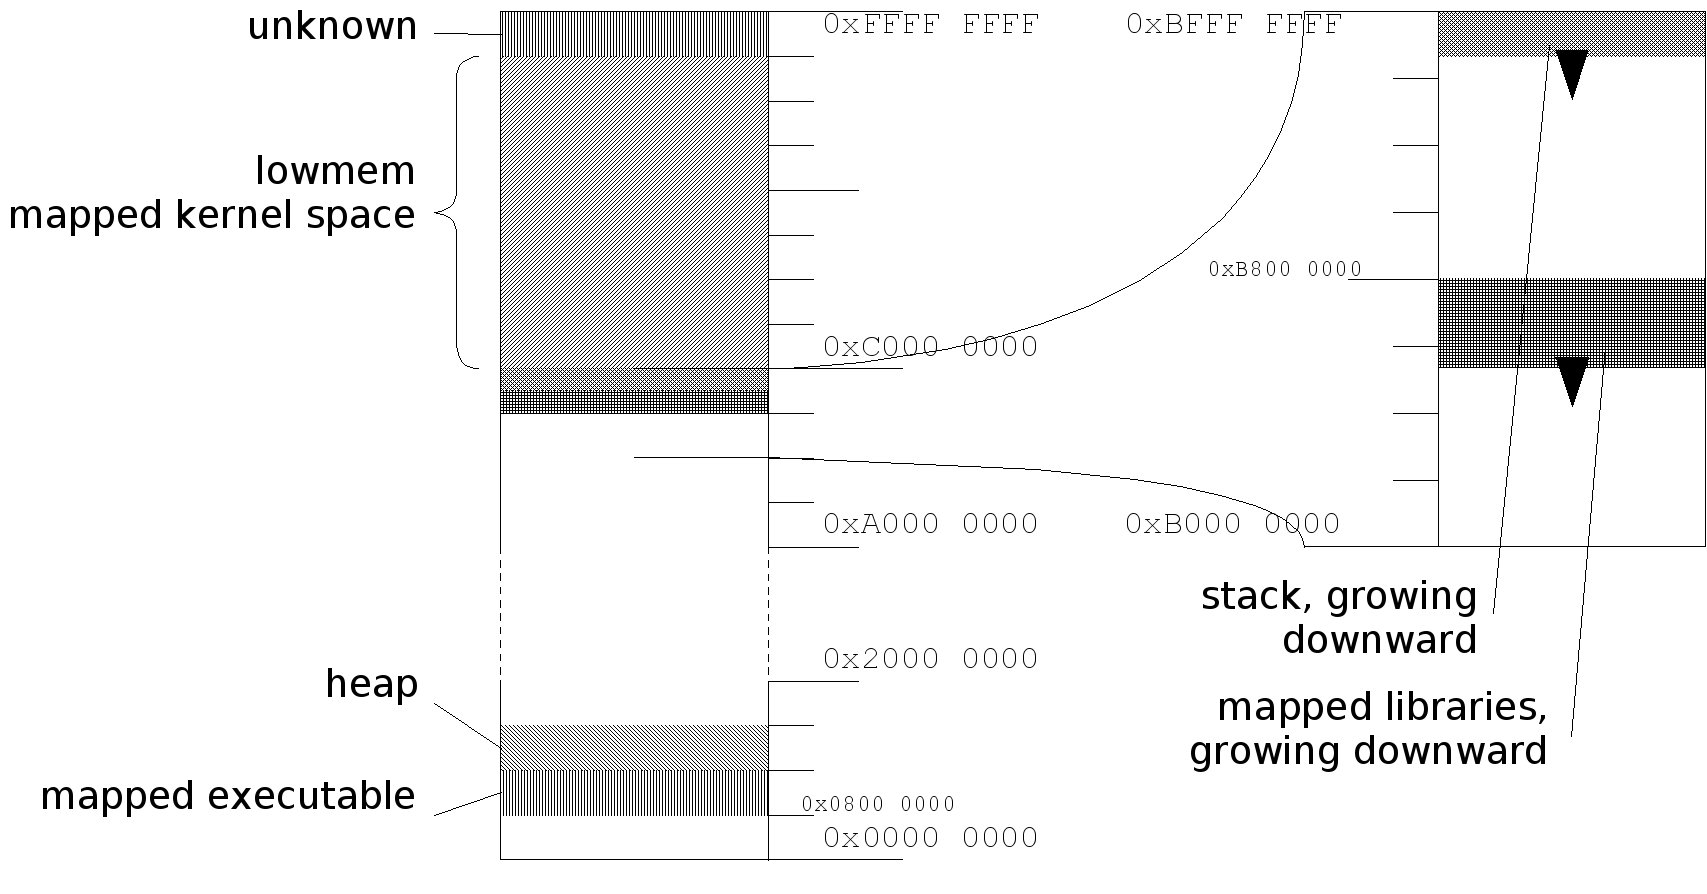 unknown
0xFFFF FFFF
0xBFFF FFFF
lowmem
mapped kernel space
0xB800 0000
0xC000 0000
0xA000 0000
0xB000 0000
stack, growing
downward
0x2000 0000
heap
mapped libraries,
growing downward
mapped executable
0x0800 0000
0x0000 0000